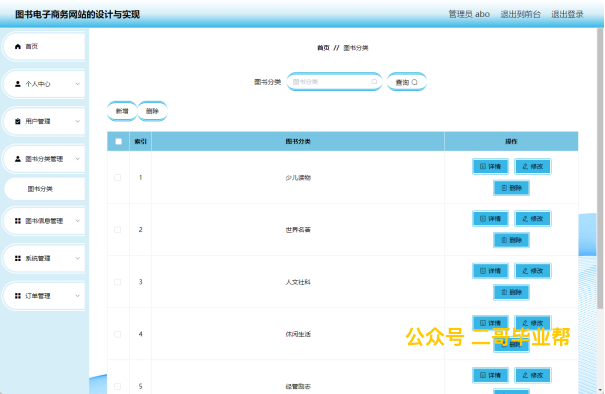 图书电子商务网站的设计与实现 管理员 abo 退出到前台 退出登录
首页
个人中心
用户管理
图书分类管理
图书分类
图书信息管理
系统管理
订单管理
首页 // 图书分类
图书分类 图书分类 查询
新增 删除
索引 图书分类 操作
1 少儿读物 详情 修改
删除
2 世界名著 详情 修改
删除
3 人文社科 详情 修改
删除
4 休闲生活 详情 修改
删除
5 经管励志 详情 修改
公众号 二哥毕业帮